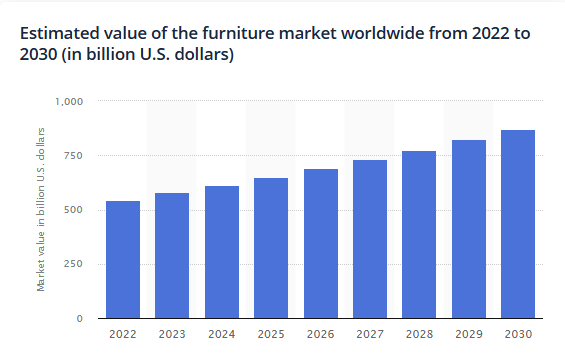 Estimated value of the furniture market worldwide from 2022 to
2030 (in billion U.S. dollars)
Market value in billion U.S. dollars
1,000
750
500
250
0
2022 2023 2024 2025 2026 2027 2028 2029 2030